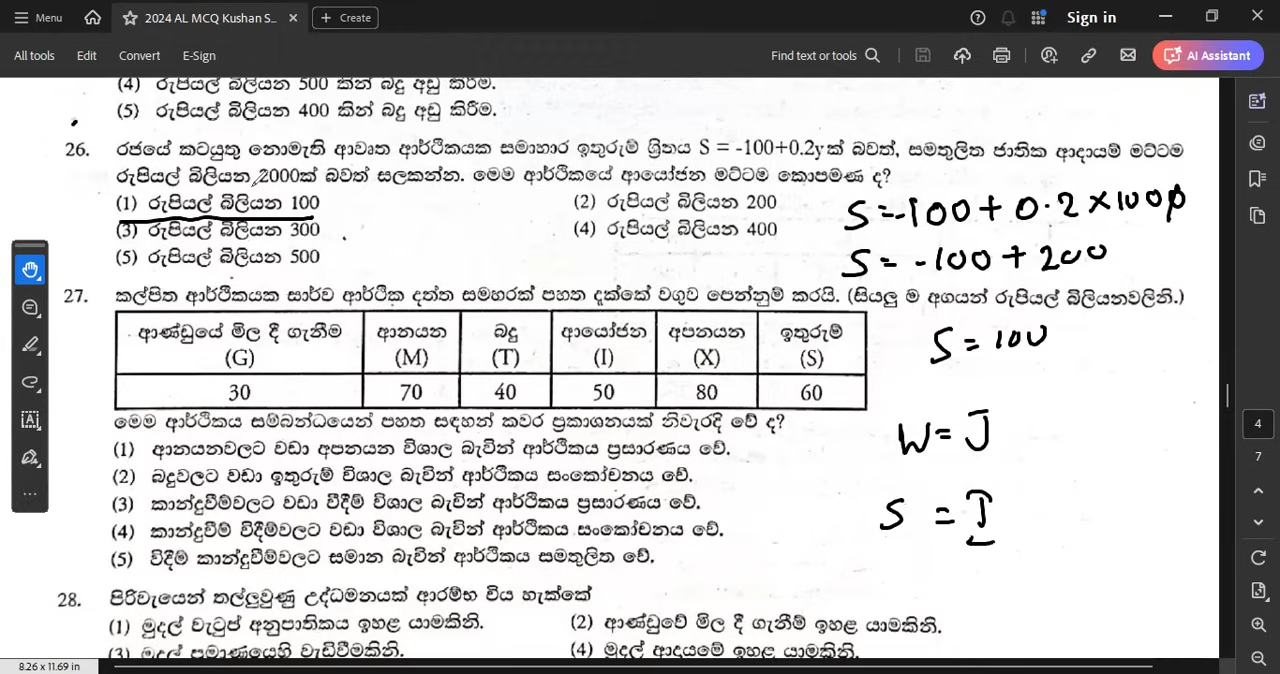 Menu
2024 AL MCQ Kushan S...
Create
Sign in
All tools
Edit
Convert
E-Sign
Find text or tools
AI Assistant
(4) රුපියල් බිලියන 500 කින් බදු අඩු කිරීම.
(5) රුපියල් බිලියන 400 කින් බදු අඩු කිරීම.
26. රජයේ කටයුතු නොමැති ආවෘත ආර්ථිකයක සමාහාර ඉතුරුම් ශ්‍රිතය S = -100+0.2yක් බවත්, සමතුලිත ජාතික ආදායම් මට්ටම
රුපියල් බිලියන 2000ක් බවත් සලකන්න. මෙම ආර්ථිකයේ ආයෝජන මට්ටම කොපමණ ද?
(1) රුපියල් බිලියන 100
(2) රුපියල් බිලියන 200
(3) රුපියල් බිලියන 300
(4) රුපියල් බිලියන 400
(5) රුපියල් බිලියන 500
S = -100 + 0.2 × 1000
S = -100 + 200
S = 100
W = J
S = I
27. කල්පිත ආර්ථිකයක සාර්ව ආර්ථික දත්ත සමහරක් පහත දැක්කේ වගුව පෙන්නුම් කරයි. (සියලු ම අගයන් රුපියල් බිලියනවලිනි.)
ආණ්ඩුයේ මිල දී ගැනීම (G)
ආනයන (M)
බදු (T)
ආයෝජන (I)
අපනයන (X)
ඉතුරුම් (S)
30
70
40
50
80
60
මෙම ආර්ථිකය සම්බන්ධයෙන් පහත සඳහන් කවර ප්‍රකාශනයක් නිවැරදි වේ ද?
(1) ආනයනවලට වඩා අපනයන විශාල බැවින් ආර්ථිකය ප්‍රසාරණය වේ.
(2) බදුවලට වඩා ඉතුරුම් විශාල බැවින් ආර්ථිකය සංකෝචනය වේ.
(3) කාන්දුවීම්වලට වඩා වීදීම් විශාල බැවින් ආර්ථිකය ප්‍රසාරණය වේ.
(4) කාන්දුවීම් විදීම්වලට වඩා විශාල බැවින් ආර්ථිකය සංකෝචනය වේ.
(5) විදීම් කාන්දුවීම්වලට සමාන බැවින් ආර්ථිකය සමතුලිත වේ.
28. පිරිවැයෙන් තල්ලුවුණු උද්ධමනයක් ආරම්භ විය හැක්කේ
(1) මුදල් වැටුප් අනුපාතිකය ඉහළ යාමකිනි.
(2) ආණ්ඩුවේ මිල දී ගැනීම් ඉහළ යාමකිනි.
(3) මුදල් ප්‍රමාණයෙහි වැඩිවීමකිනි.
(4) මුදල් ආදායමේ ඉහළ යාමකිනි.
4
7
8.26 x 11.69 in